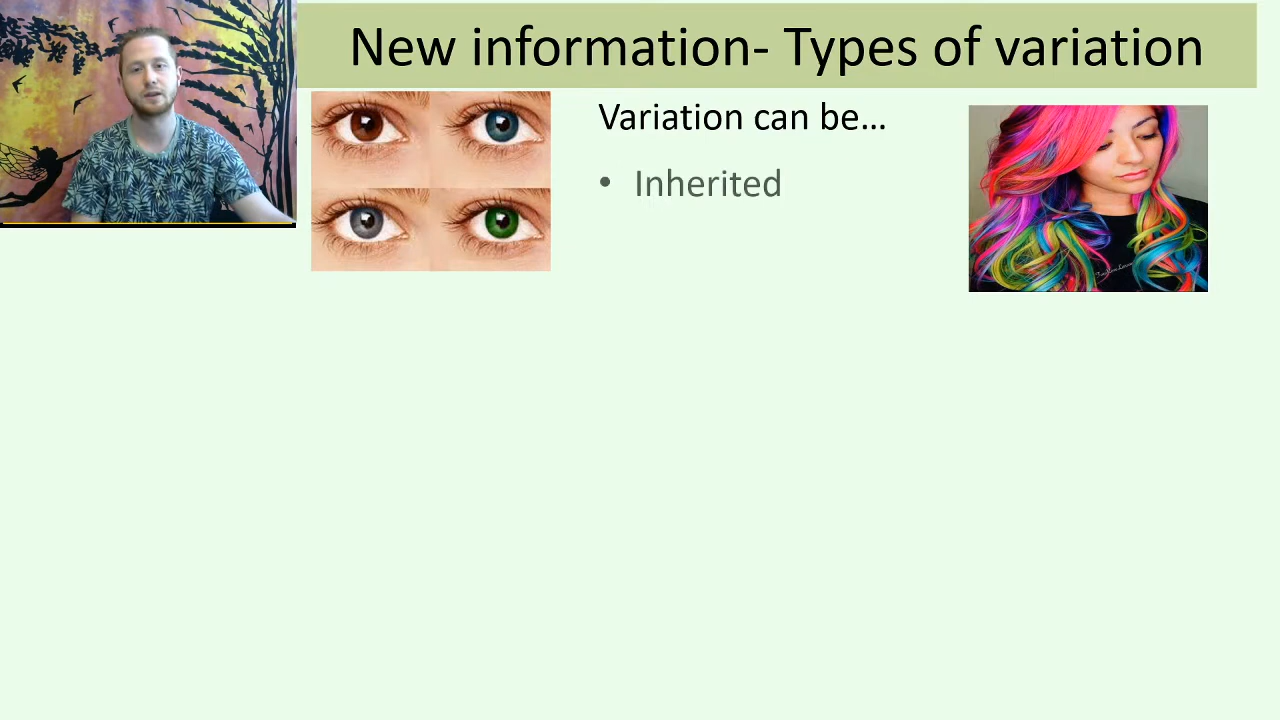 New information- Types of variation
Variation can be...
• Inherited